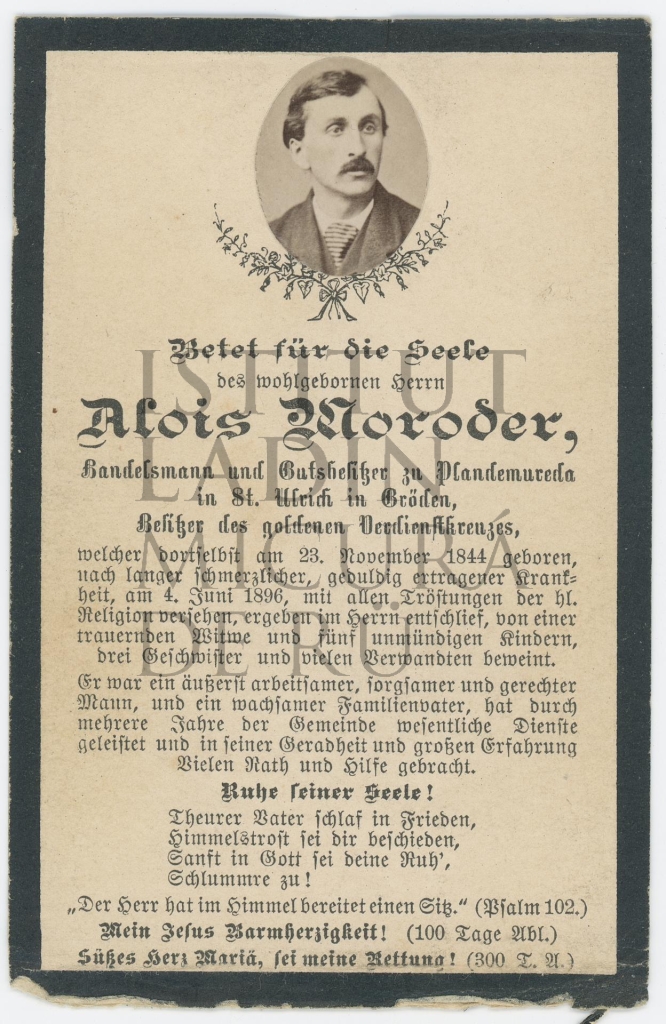 Betet für die Seele
des wohlgebornen Herrn
Alois Moroder,
Handelsmann und Gutsbesitzer zu Plandemureda
in St. Ulrich in Gröden,
Besitzer des goldenen Verdienstkreuzes,
welcher dortselbst am 23. November 1844 geboren,
nach langer schmerzlicher, geduldig ertragener Krank=
heit, am 4. Juni 1896, mit allen Tröstungen der hl.
Religion versehen, ergeben im Herrn entschlief, von einer
trauernden Witwe und fünf unmündigen Kindern,
drei Geschwister und vielen Verwandten beweint.
Er war ein äußerst arbeitsamer, sorgsamer und gerechter
Mann, und ein wachsamer Familienvater, hat durch
mehrere Jahre der Gemeinde wesentliche Dienste
geleistet und in seiner Geradheit und großen Erfahrung
Vielen Rath und Hilfe gebracht.
Ruhe seiner Seele!
Theurer Vater schlaf in Frieden,
Himmelstrost sei dir beschieden,
Sanft in Gott sei deine Ruh',
Schlummre zu!
„Der Herr hat im Himmel bereitet einen Sitz." (Psalm 102.)
Mein Jesus Barmherzigkeit! (100 Tage Abl.)
Süßes Herz Mariä, sei meine Rettung! (300 T. A.)
ISTITUT
LADIN
MICURÁ
DE RÜ